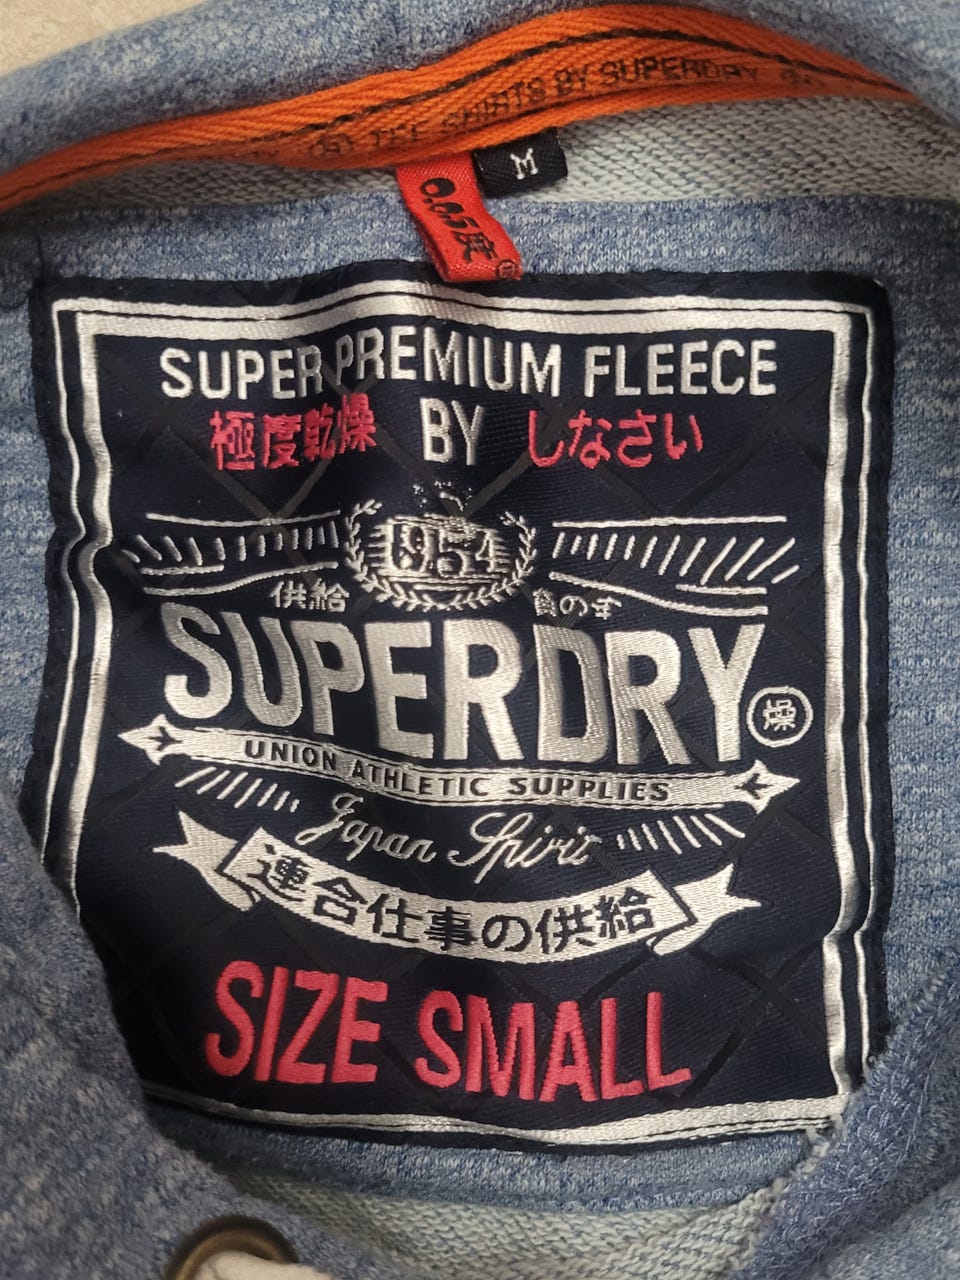 TEE SHIRTS BY SUPERDRY
M
SUPER PREMIUM FLEECE
極度乾燥 BY しなさい
1954
供給
SUPERDRY
UNION ATHLETIC SUPPLIES
Japan Spirit
連合仕事の供給
SIZE SMALL